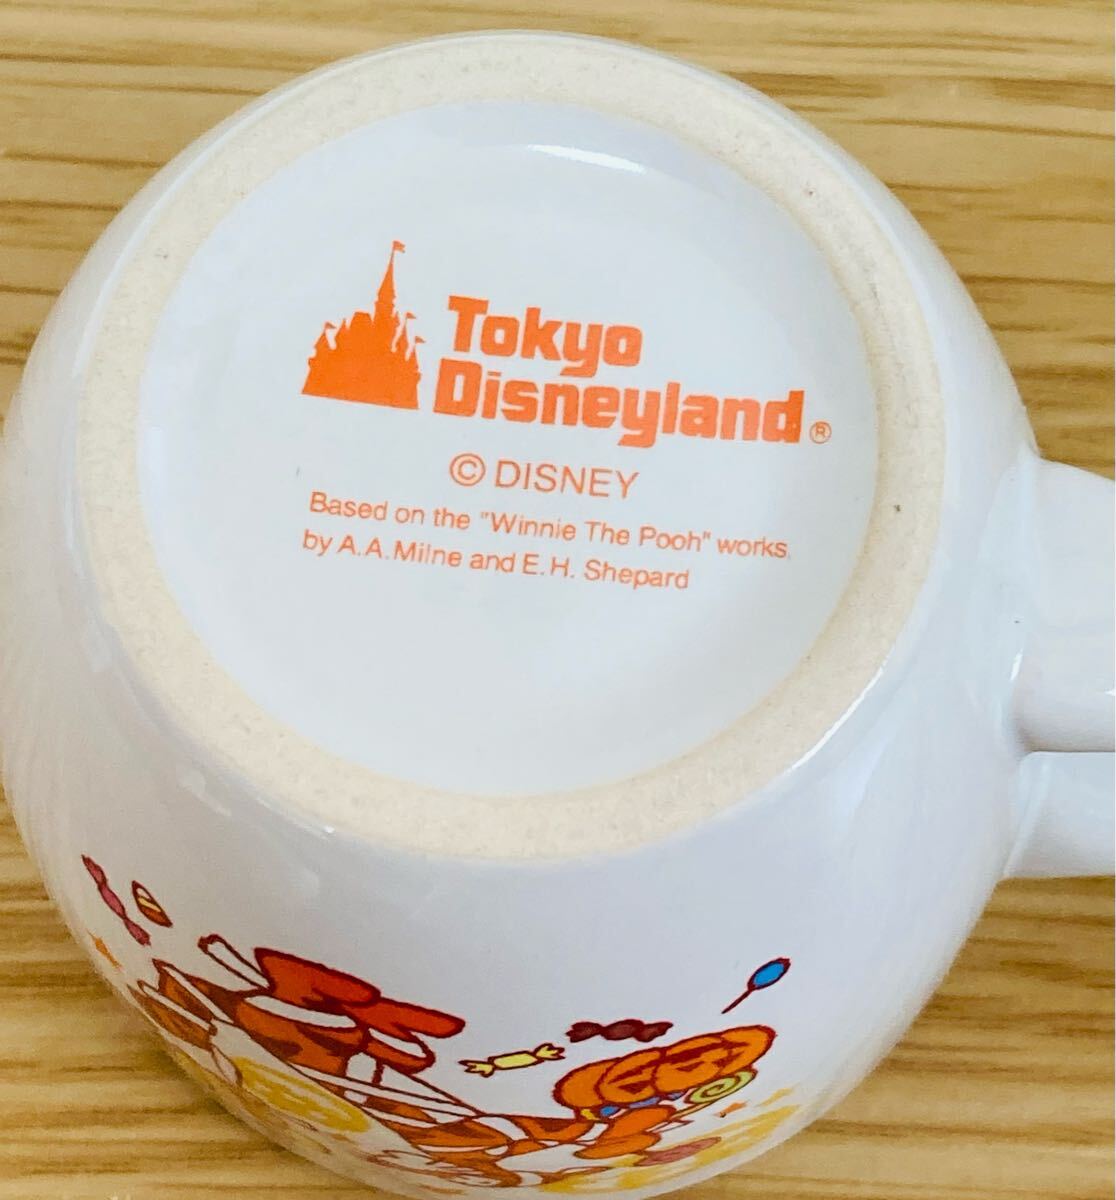 Tokyo
Disneyland®
© DISNEY
Based on the "Winnie The Pooh" works.
by A.A.Milne and E.H. Shepard